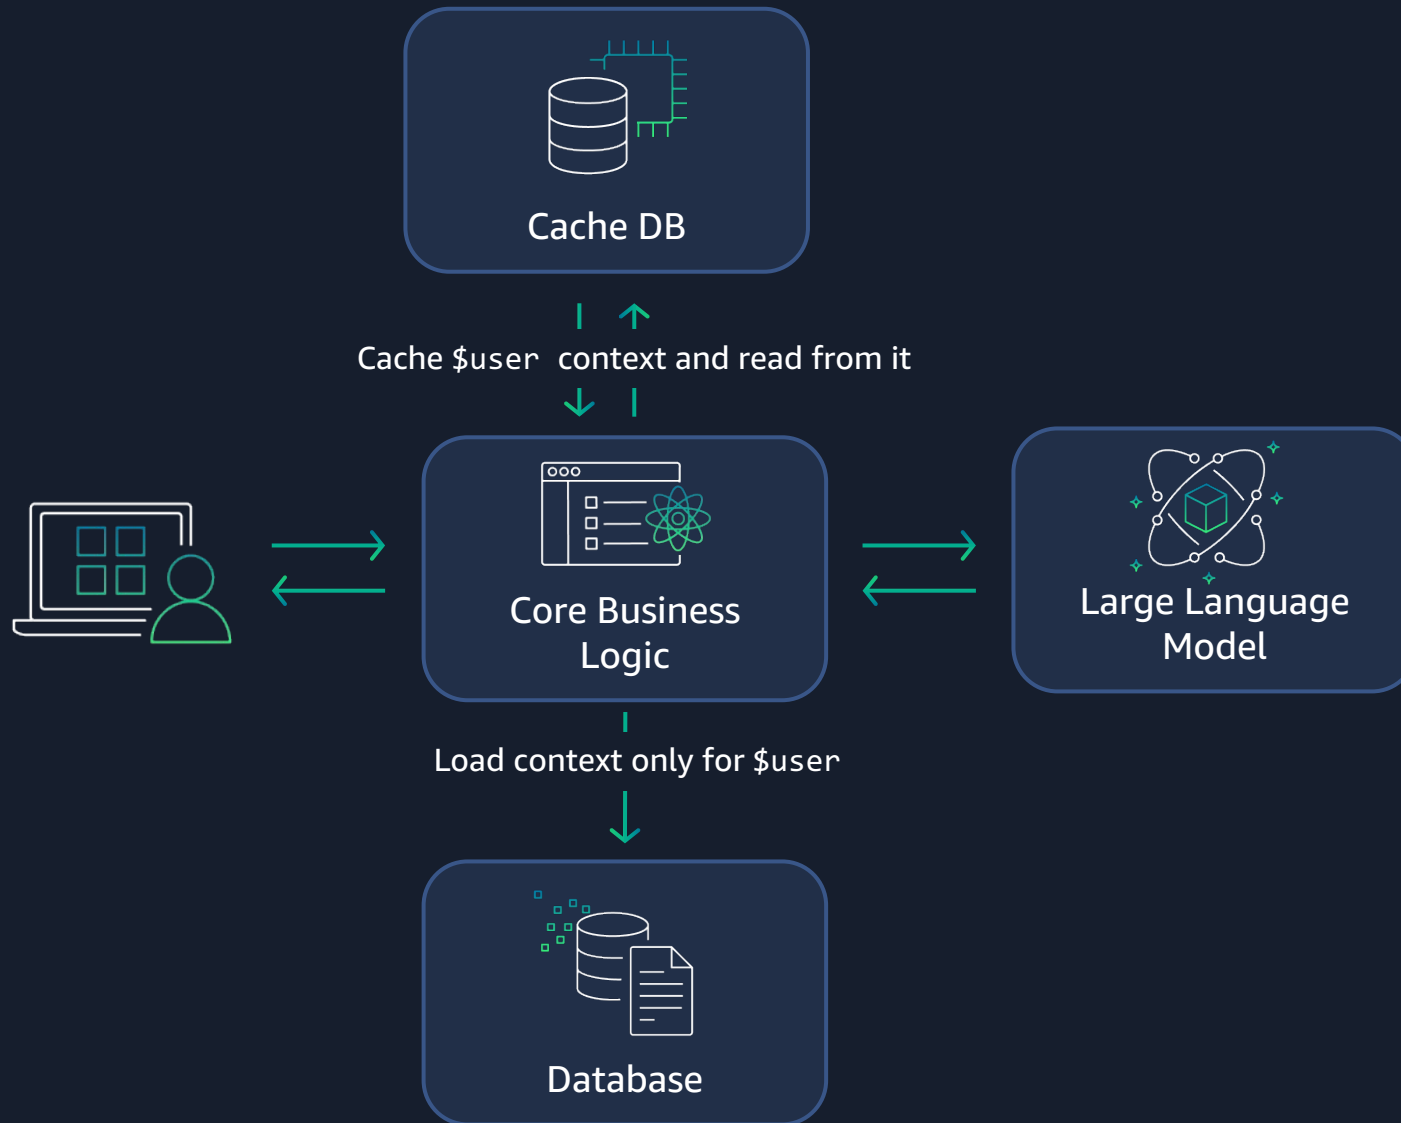 Cache DB
Cache $user context and read from it
Core Business
Logic
Large Language
Model
Load context only for $user
Database